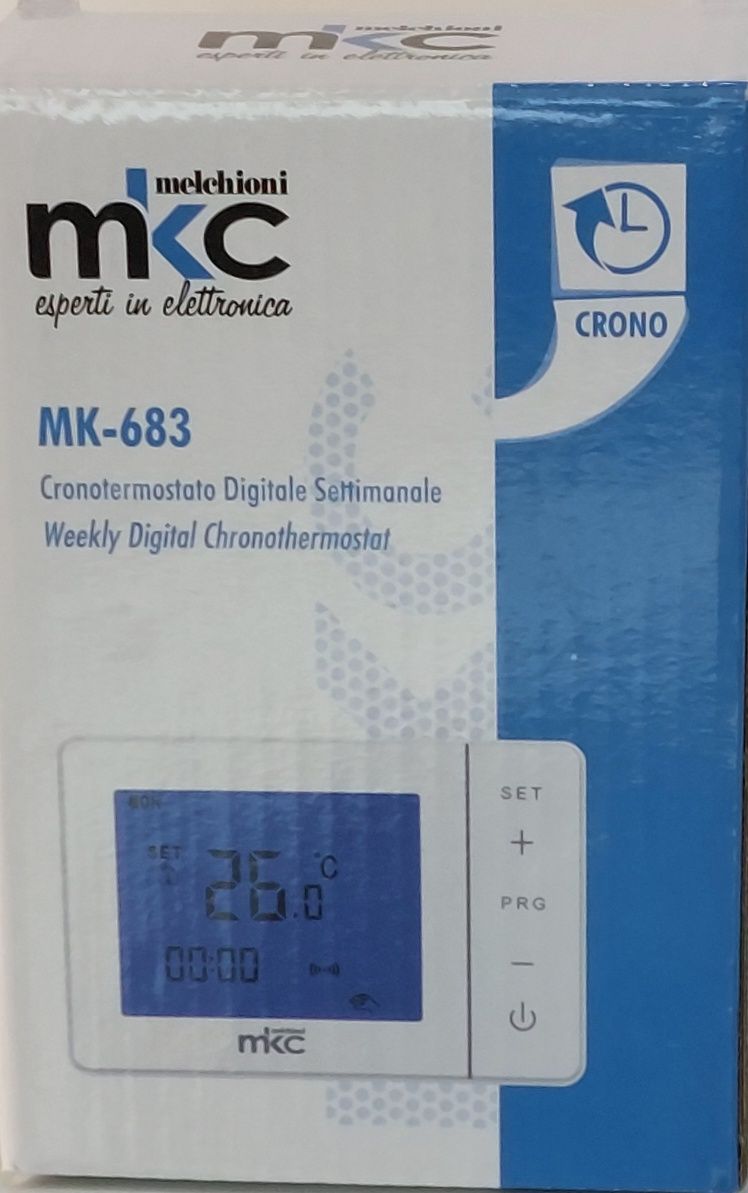 melchioni
mkc
esperti in elettronica
melchioni
mkc
esperti in elettronica
CRONO
MK-683
Cronotermostato Digitale Settimanale
Weekly Digital Chronothermostat
MON
SET
26.0 °C
00:00
mkc
SET
+
PRG
−